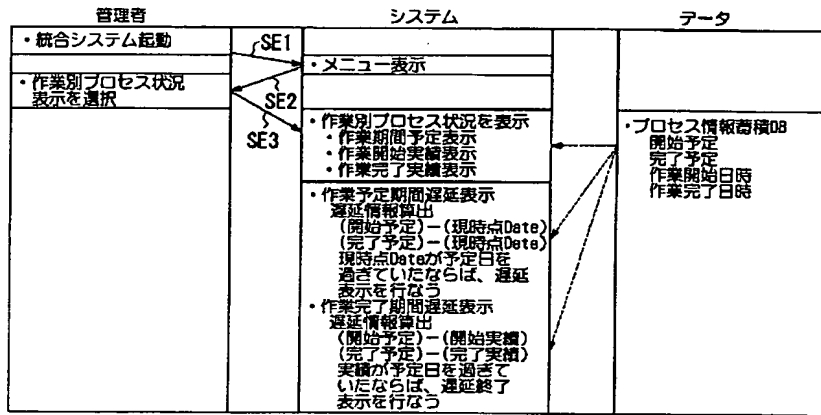 管理者
システム
データ
・統合システム起動
SE1
・メニュー表示
・作業別プロセス状況
表示を選択
SE2
SE3
・作業別プロセス状況を表示
・作業期間予定表示
・作業開始実績表示
・作業完了実績表示
・プロセス情報蓄積DB
開始予定
完了予定
作業開始日時
作業完了日時
・作業予定期間遅延表示
遅延情報算出
(開始予定)－(現時点Date)
(完了予定)－(現時点Date)
現時点Dateが予定日を
過ぎていたならば、遅延
表示を行なう
・作業完了期間遅延表示
遅延情報算出
(開始予定)－(開始実績)
(完了予定)－(完了実績)
実績が予定日を過ぎて
いたならば、遅延終了
表示を行なう